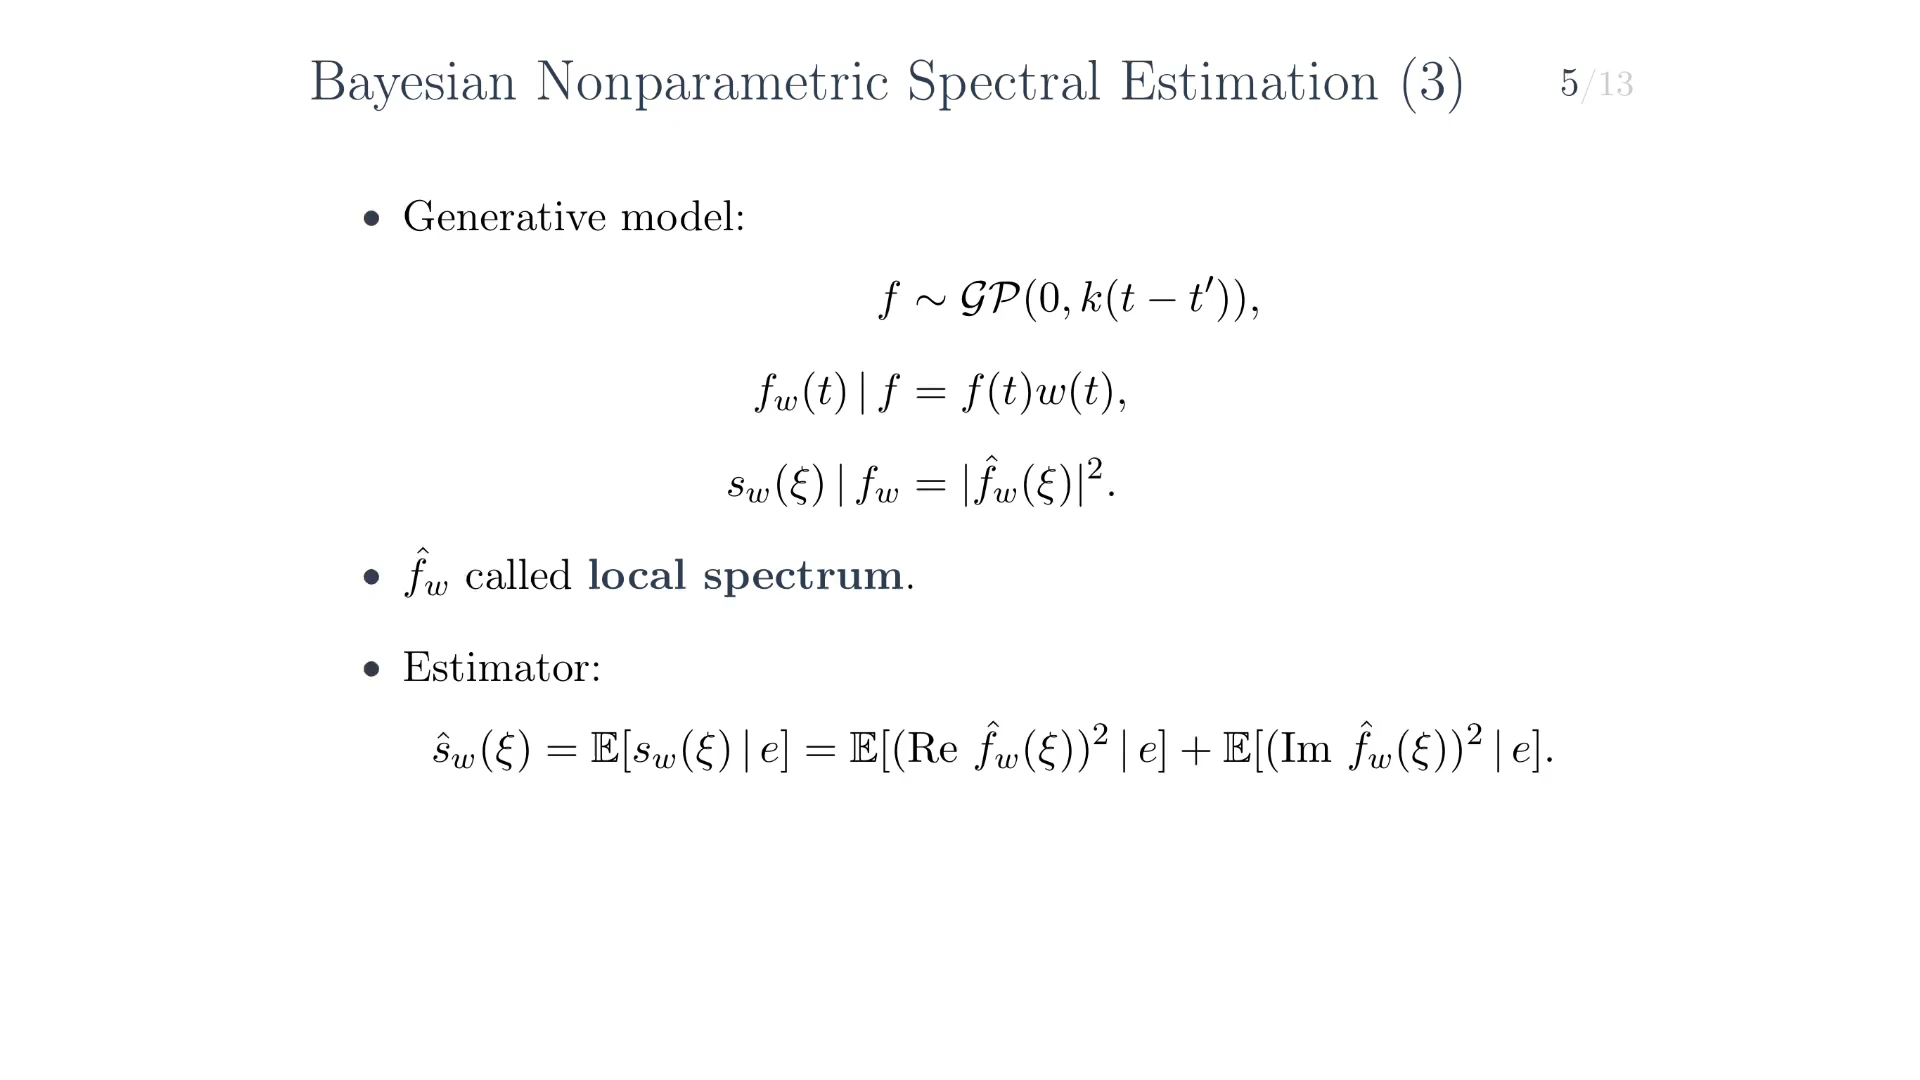 Bayesian Nonparametric Spectral Estimation (3) 5/13
• Generative model:
f ∼ 𝒢𝒫(0, k(t − t′)),
f_w(t) | f = f(t)w(t),
s_w(ξ) | f_w = |f̂_w(ξ)|².
• f̂_w called local spectrum.
• Estimator:
ŝ_w(ξ) = 𝔼[s_w(ξ) | e] = 𝔼[(Re f̂_w(ξ))² | e] + 𝔼[(Im f̂_w(ξ))² | e].